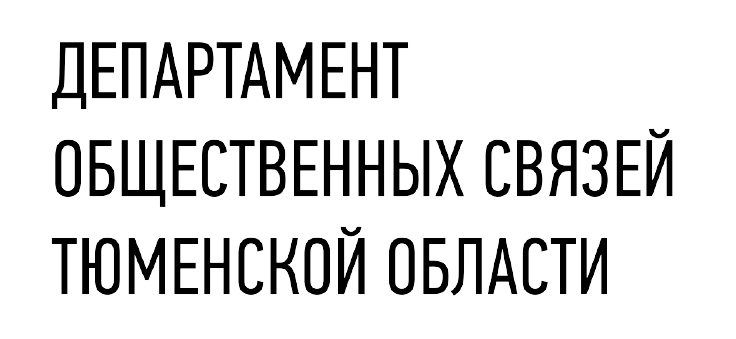 ДЕПАРТАМЕНТ
ОБЩЕСТВЕННЫХ СВЯЗЕЙ
ТЮМЕНСКОЙ ОБЛАСТИ